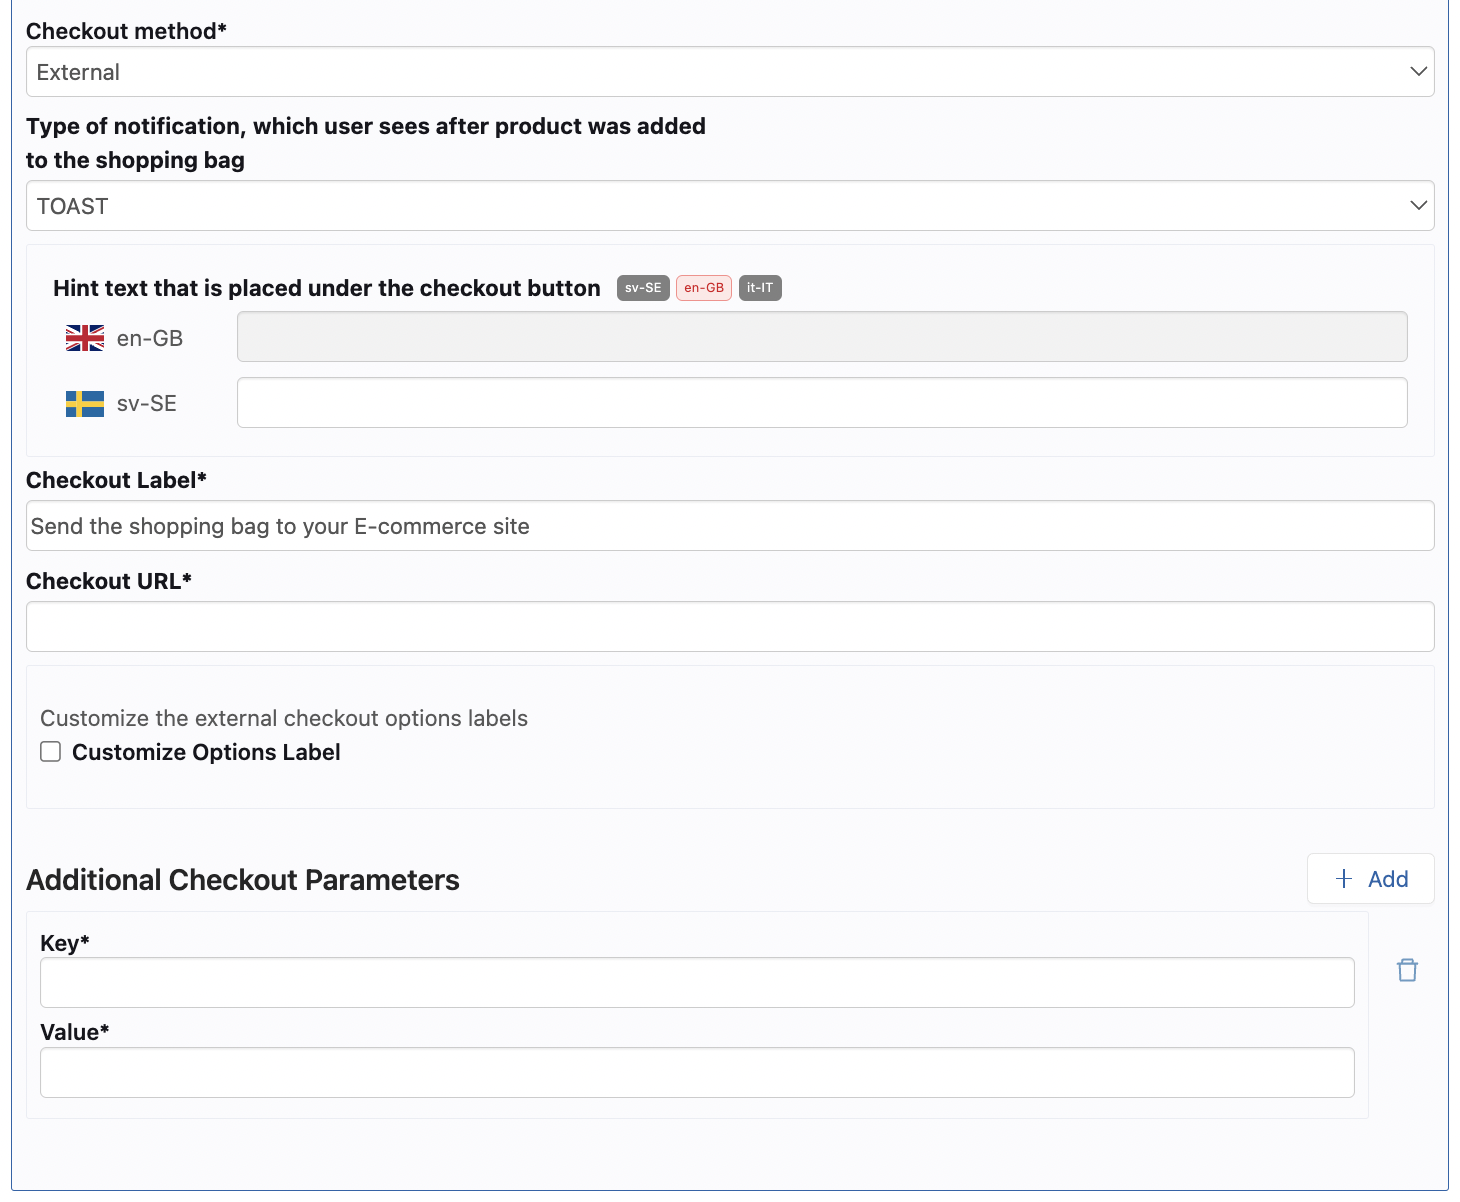 Checkout method*
External
Type of notification, which user sees after product was added
to the shopping bag
TOAST
Hint text that is placed under the checkout button sv-SE en-GB it-IT
en-GB
sv-SE
Checkout Label*
Send the shopping bag to your E-commerce site
Checkout URL*
Customize the external checkout options labels
Customize Options Label
Additional Checkout Parameters
Add
Key*
Value*